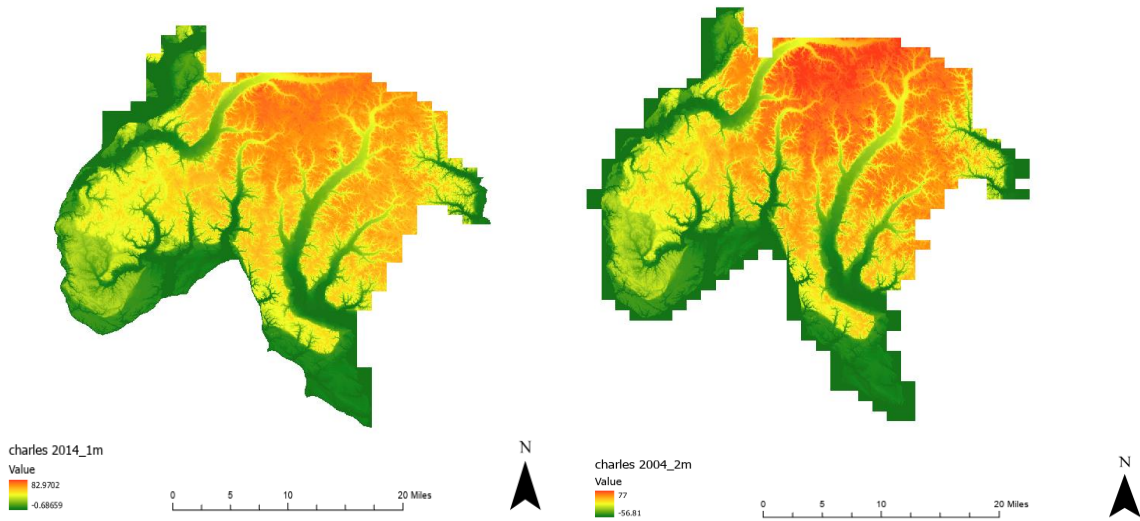 charles 2014_1m
Value
82.9702
-0.68659
0 5 10 20 Miles
N
charles 2004_2m
Value
77
-56.81
0 5 10 20 Miles
N